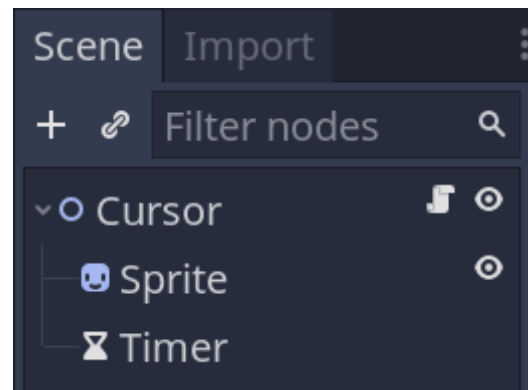 Scene Import
Filter nodes
Cursor
Sprite
Timer